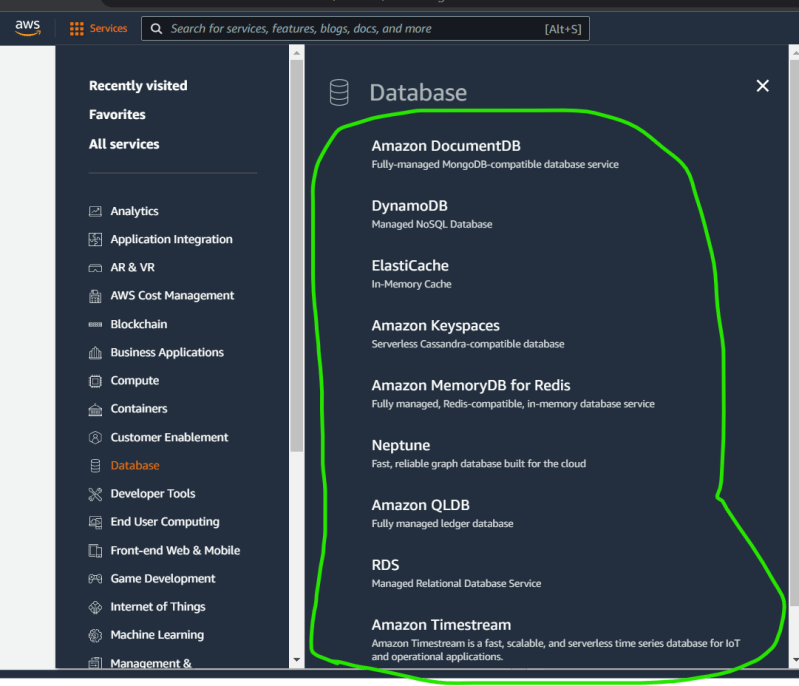 aws
Services
Search for services, features, blogs, docs, and more
[Alt+S]
Recently visited
Favorites
All services
Analytics
Application Integration
AR & VR
AWS Cost Management
Blockchain
Business Applications
Compute
Containers
Customer Enablement
Database
Developer Tools
End User Computing
Front-end Web & Mobile
Game Development
Internet of Things
Machine Learning
Management &
Database
Amazon DocumentDB
Fully-managed MongoDB-compatible database service
DynamoDB
Managed NoSQL Database
ElastiCache
In-Memory Cache
Amazon Keyspaces
Serverless Cassandra-compatible database
Amazon MemoryDB for Redis
Fully managed, Redis-compatible, in-memory database service
Neptune
Fast, reliable graph database built for the cloud
Amazon QLDB
Fully managed ledger database
RDS
Managed Relational Database Service
Amazon Timestream
Amazon Timestream is a fast, scalable, and serverless time series database for IoT
and operational applications.